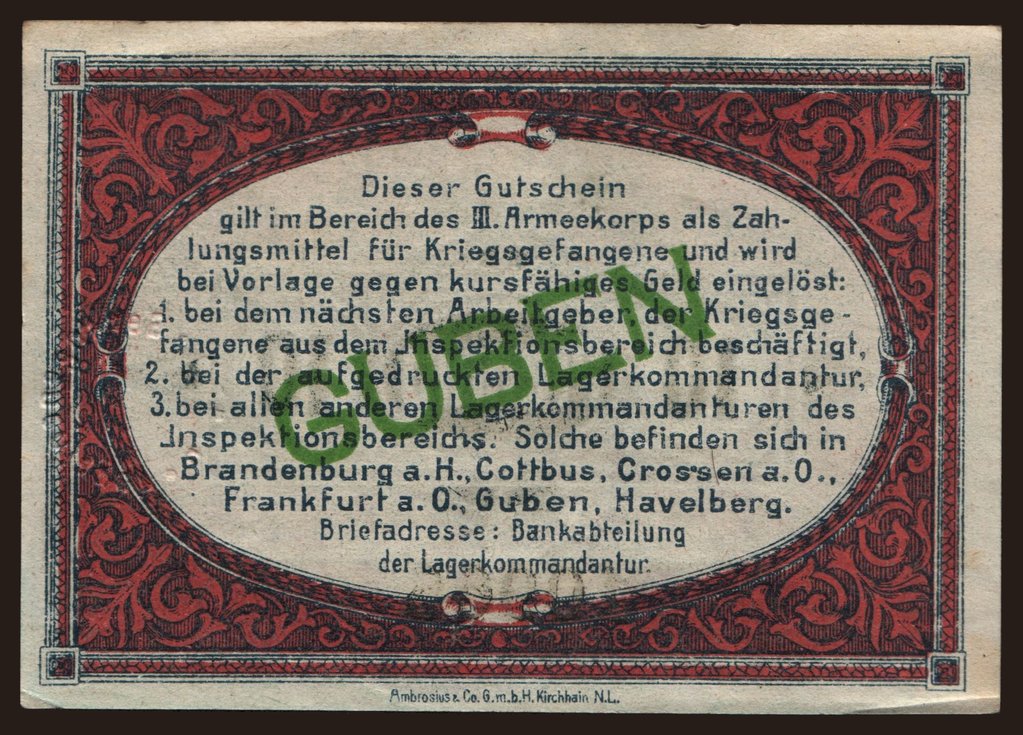 Dieser Gutschein
gilt im Bereich des III. Armeekorps als Zah-
lungsmittel für Kriegsgefangene und wird
bei Vorlage gegen kursfähiges Geld eingelöst:
1. bei dem nächsten Arbeitgeber, der Kriegsge-
fangene aus dem Inspektionsbereich beschäftigt,
2. bei der aufgedruckten Lagerkommandantur,
3. bei allen anderen Lagerkommandanturen des
Inspektionsbereichs. Solche befinden sich in
Brandenburg a.H., Cottbus, Crossen a.O.,
Frankfurt a.O., Guben, Havelberg.
Briefadresse: Bankabteilung
der Lagerkommandantur.
GUBEN
Ambrosius & Co. G.m.b.H. Kirchhain N.L.